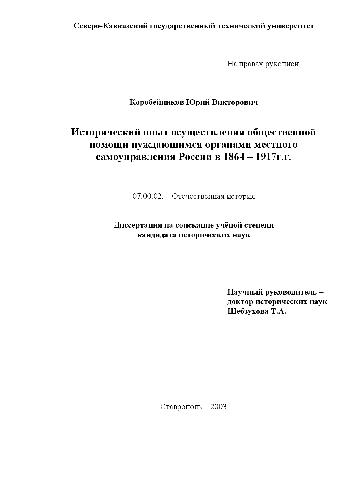 Северо-Кавказский государственный технический университет
На правах рукописи
Коробейников Юрий Викторович
Исторический опыт осуществления общественной
помощи нуждающимся органами местного
самоуправления России в 1864 – 1917г.г.
07.00.02. – Отечественная история
Диссертация на соискание учёной степени
кандидата исторических наук
Научный руководитель –
доктор исторических наук
Шебзухова Т.А.
Ставрополь – 2003